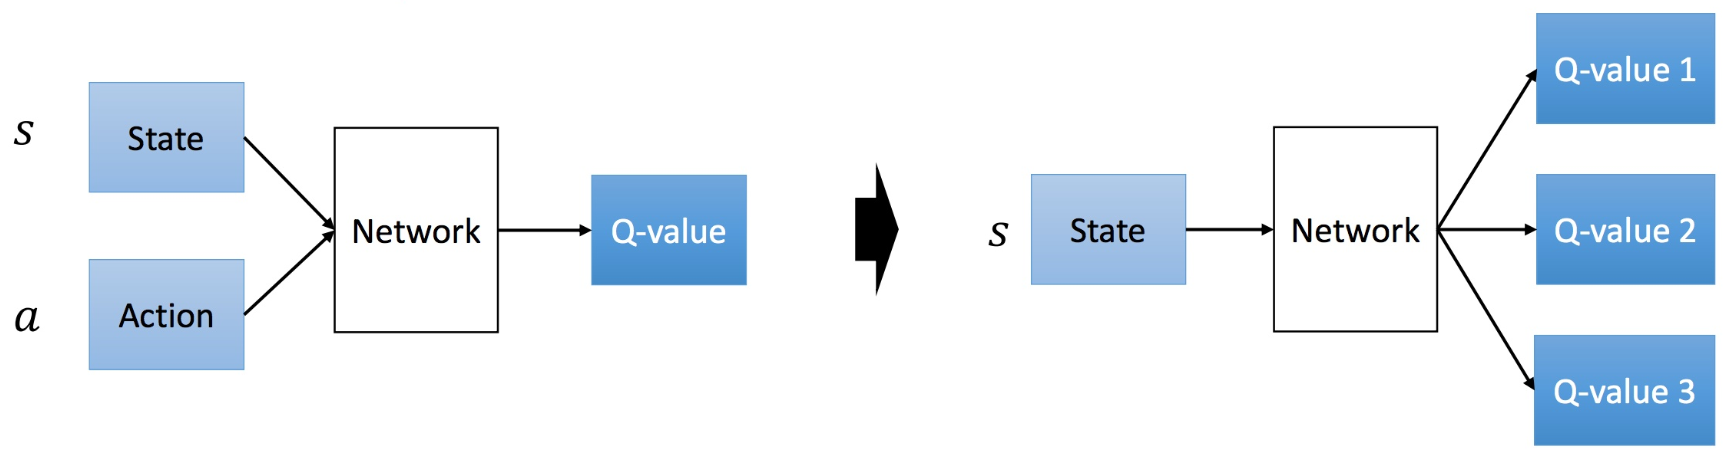 s
State
a
Action
Network
Q-value
s
State
Network
Q-value 1
Q-value 2
Q-value 3